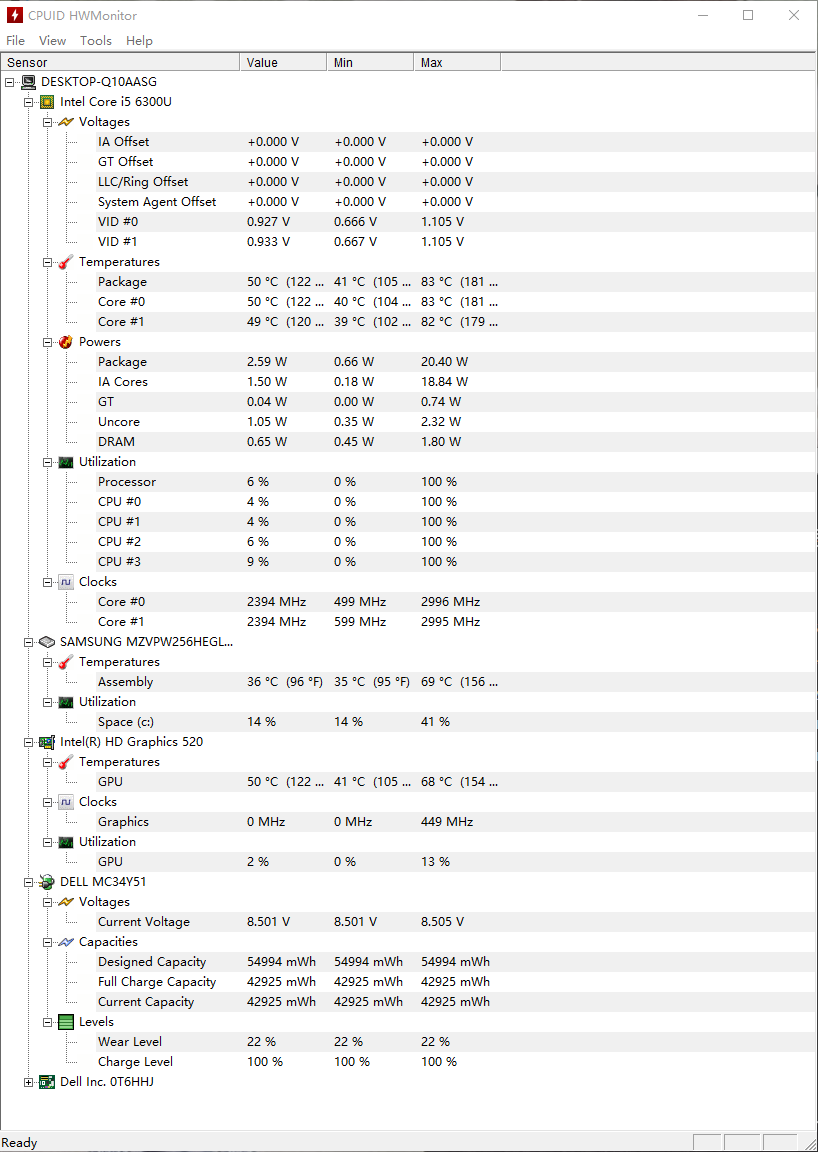 CPUID HWMonitor
File View Tools Help
Sensor Value Min Max
DESKTOP-Q10AASG
Intel Core i5 6300U
Voltages
IA Offset +0.000 V +0.000 V +0.000 V
GT Offset +0.000 V +0.000 V +0.000 V
LLC/Ring Offset +0.000 V +0.000 V +0.000 V
System Agent Offset +0.000 V +0.000 V +0.000 V
VID #0 0.927 V 0.666 V 1.105 V
VID #1 0.933 V 0.667 V 1.105 V
Temperatures
Package 50 °C (122 ... 41 °C (105 ... 83 °C (181 ...
Core #0 50 °C (122 ... 40 °C (104 ... 83 °C (181 ...
Core #1 49 °C (120 ... 39 °C (102 ... 82 °C (179 ...
Powers
Package 2.59 W 0.66 W 20.40 W
IA Cores 1.50 W 0.18 W 18.84 W
GT 0.04 W 0.00 W 0.74 W
Uncore 1.05 W 0.35 W 2.32 W
DRAM 0.65 W 0.45 W 1.80 W
Utilization
Processor 6 % 0 % 100 %
CPU #0 4 % 0 % 100 %
CPU #1 4 % 0 % 100 %
CPU #2 6 % 0 % 100 %
CPU #3 9 % 0 % 100 %
Clocks
Core #0 2394 MHz 499 MHz 2996 MHz
Core #1 2394 MHz 599 MHz 2995 MHz
SAMSUNG MZVPW256HEGL...
Temperatures
Assembly 36 °C (96 °F) 35 °C (95 °F) 69 °C (156 ...
Utilization
Space (c:) 14 % 14 % 41 %
Intel(R) HD Graphics 520
Temperatures
GPU 50 °C (122 ... 41 °C (105 ... 68 °C (154 ...
Clocks
Graphics 0 MHz 0 MHz 449 MHz
Utilization
GPU 2 % 0 % 13 %
DELL MC34Y51
Voltages
Current Voltage 8.501 V 8.501 V 8.505 V
Capacities
Designed Capacity 54994 mWh 54994 mWh 54994 mWh
Full Charge Capacity 42925 mWh 42925 mWh 42925 mWh
Current Capacity 42925 mWh 42925 mWh 42925 mWh
Levels
Wear Level 22 % 22 % 22 %
Charge Level 100 % 100 % 100 %
Dell Inc. 0T6HHJ
Ready